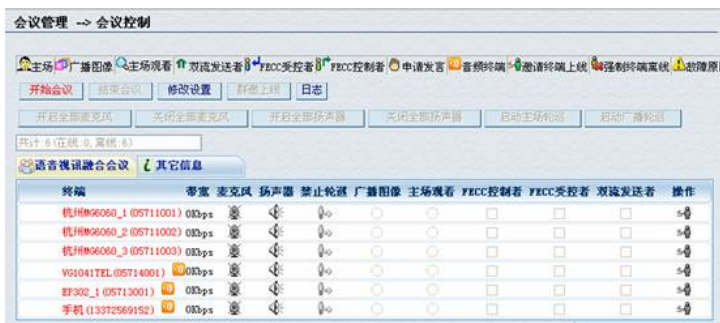 会议管理 --> 会议控制
主场 广播图像 主场观看 双流发送者 FECC受控者 FECC控制者 申请发言 音频终端 邀请终端上线 强制终端离线 故障原
开始会议 结束会议 修改设置 群邀上线 日志
开启全部麦克风 关闭全部麦克风 开启全部扬声器 关闭全部扬声器 启动主场轮巡 启动广播轮巡
共计:6(在线:0,离线:6)
语音视讯融合会议 其它信息
终端 带宽 麦克风 扬声器 禁止轮巡 广播图像 主场观看 FECC控制者 FECC受控者 双流发送者 操作
杭州MG6060_1(05711001) 0Kbps
杭州MG6060_2(05711002) 0Kbps
杭州MG6060_3(05711003) 0Kbps
VG1041TEL(05714001) 0Kbps
EP302_1(05713001) 0Kbps
手机(13372569152) 0Kbps